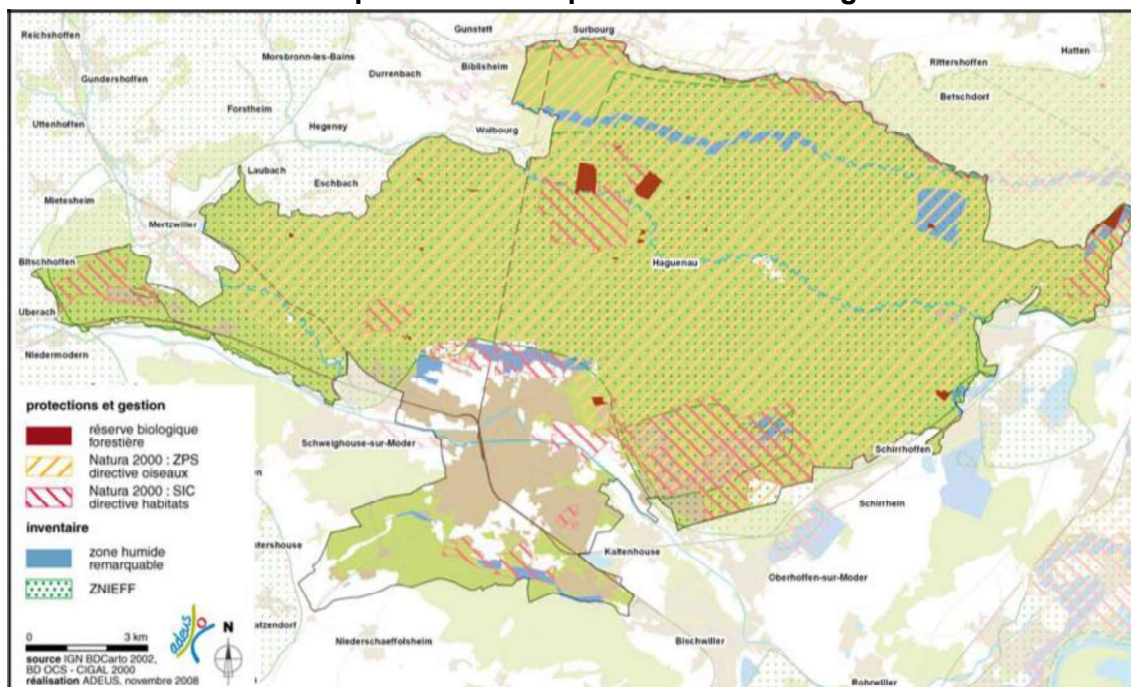 Reichshoffen
Gunstett
Surbourg
Hatten
Morsbronn-les-Bains
Biblisheim
Rittershoffen
Gundershoffen
Durrenbach
Betschdorf
Forstheim
Uttenhoffen
Hegeney
Walbourg
Laubach
Eschbach
Mietesheim
Mertzwiller
Bitschhoffen
Haguenau
Uberach
Niedermodern
protections et gestion
réserve biologique
forestière
Natura 2000 : ZPS
directive oiseaux
Natura 2000 : SIC
directive habitats
inventaire
zone humide
remarquable
ZNIEFF
Schweighouse-sur-Moder
Schirrhoffen
Schirrhein
Kaltenhouse
Oberhoffen-sur-Moder
Niederschaeffolsheim
Bischwiller
Rohrwiller
0 3 km
adeus
N
source IGN BDCarto 2002,
BD OCS - CIGAL 2000
réalisation ADEUS, novembre 2008